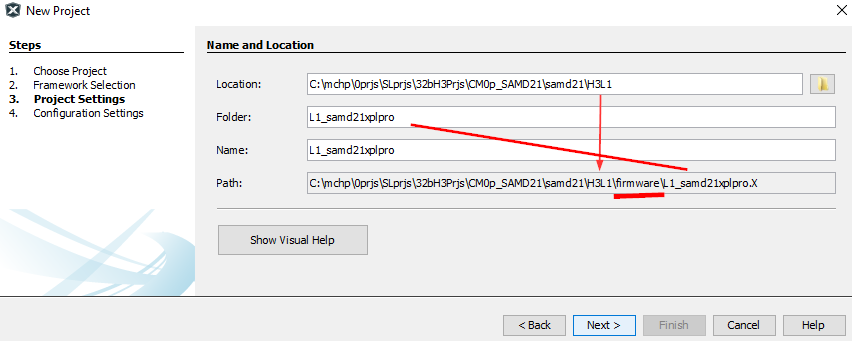 New Project
Steps
1. Choose Project
2. Framework Selection
3. Project Settings
4. Configuration Settings
Name and Location
Location: C:\mchp\0prjs\SLprjs\32bH3Prjs\CM0p_SAMD21\samd21\H3L1
Folder: L1_samd21xplpro
Name: L1_samd21xplpro
Path: C:\mchp\0prjs\SLprjs\32bH3Prjs\CM0p_SAMD21\samd21\H3L1\firmware\L1_samd21xplpro.X
Show Visual Help
< Back Next > Finish Cancel Help